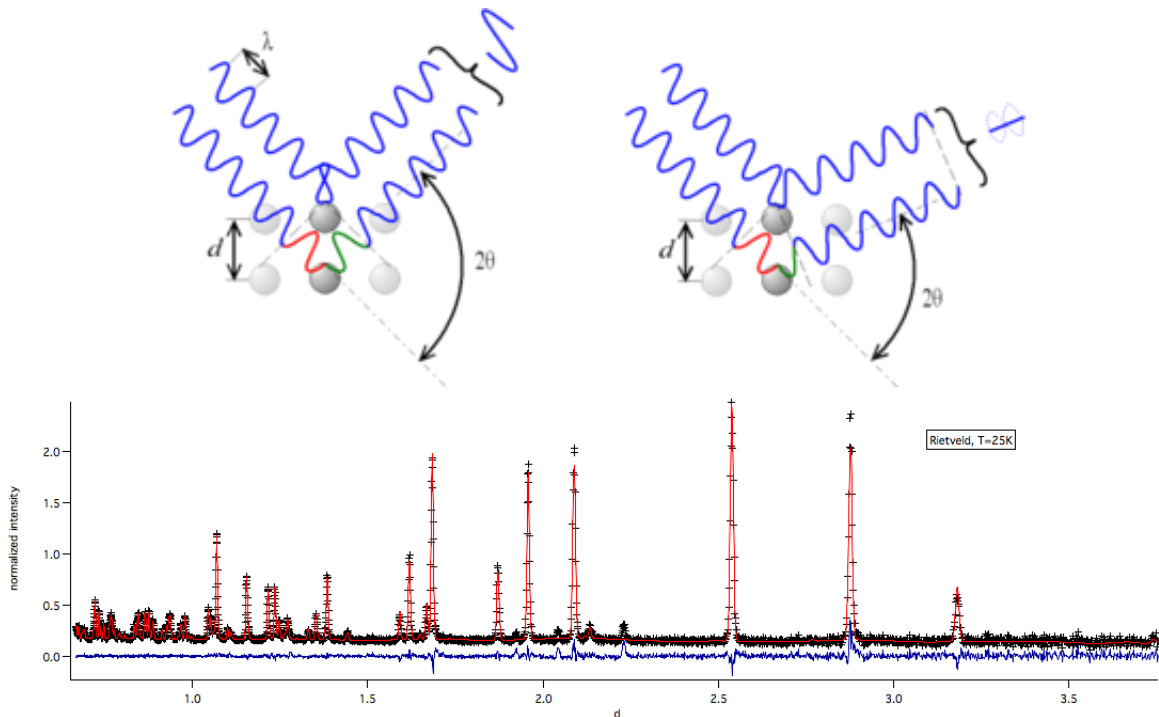 λ
d
2θ
d
2θ
Rietveld, T=25K
normalized intensity
2.0
1.5
1.0
0.5
0.0
1.0 1.5 2.0 2.5 3.0 3.5
d